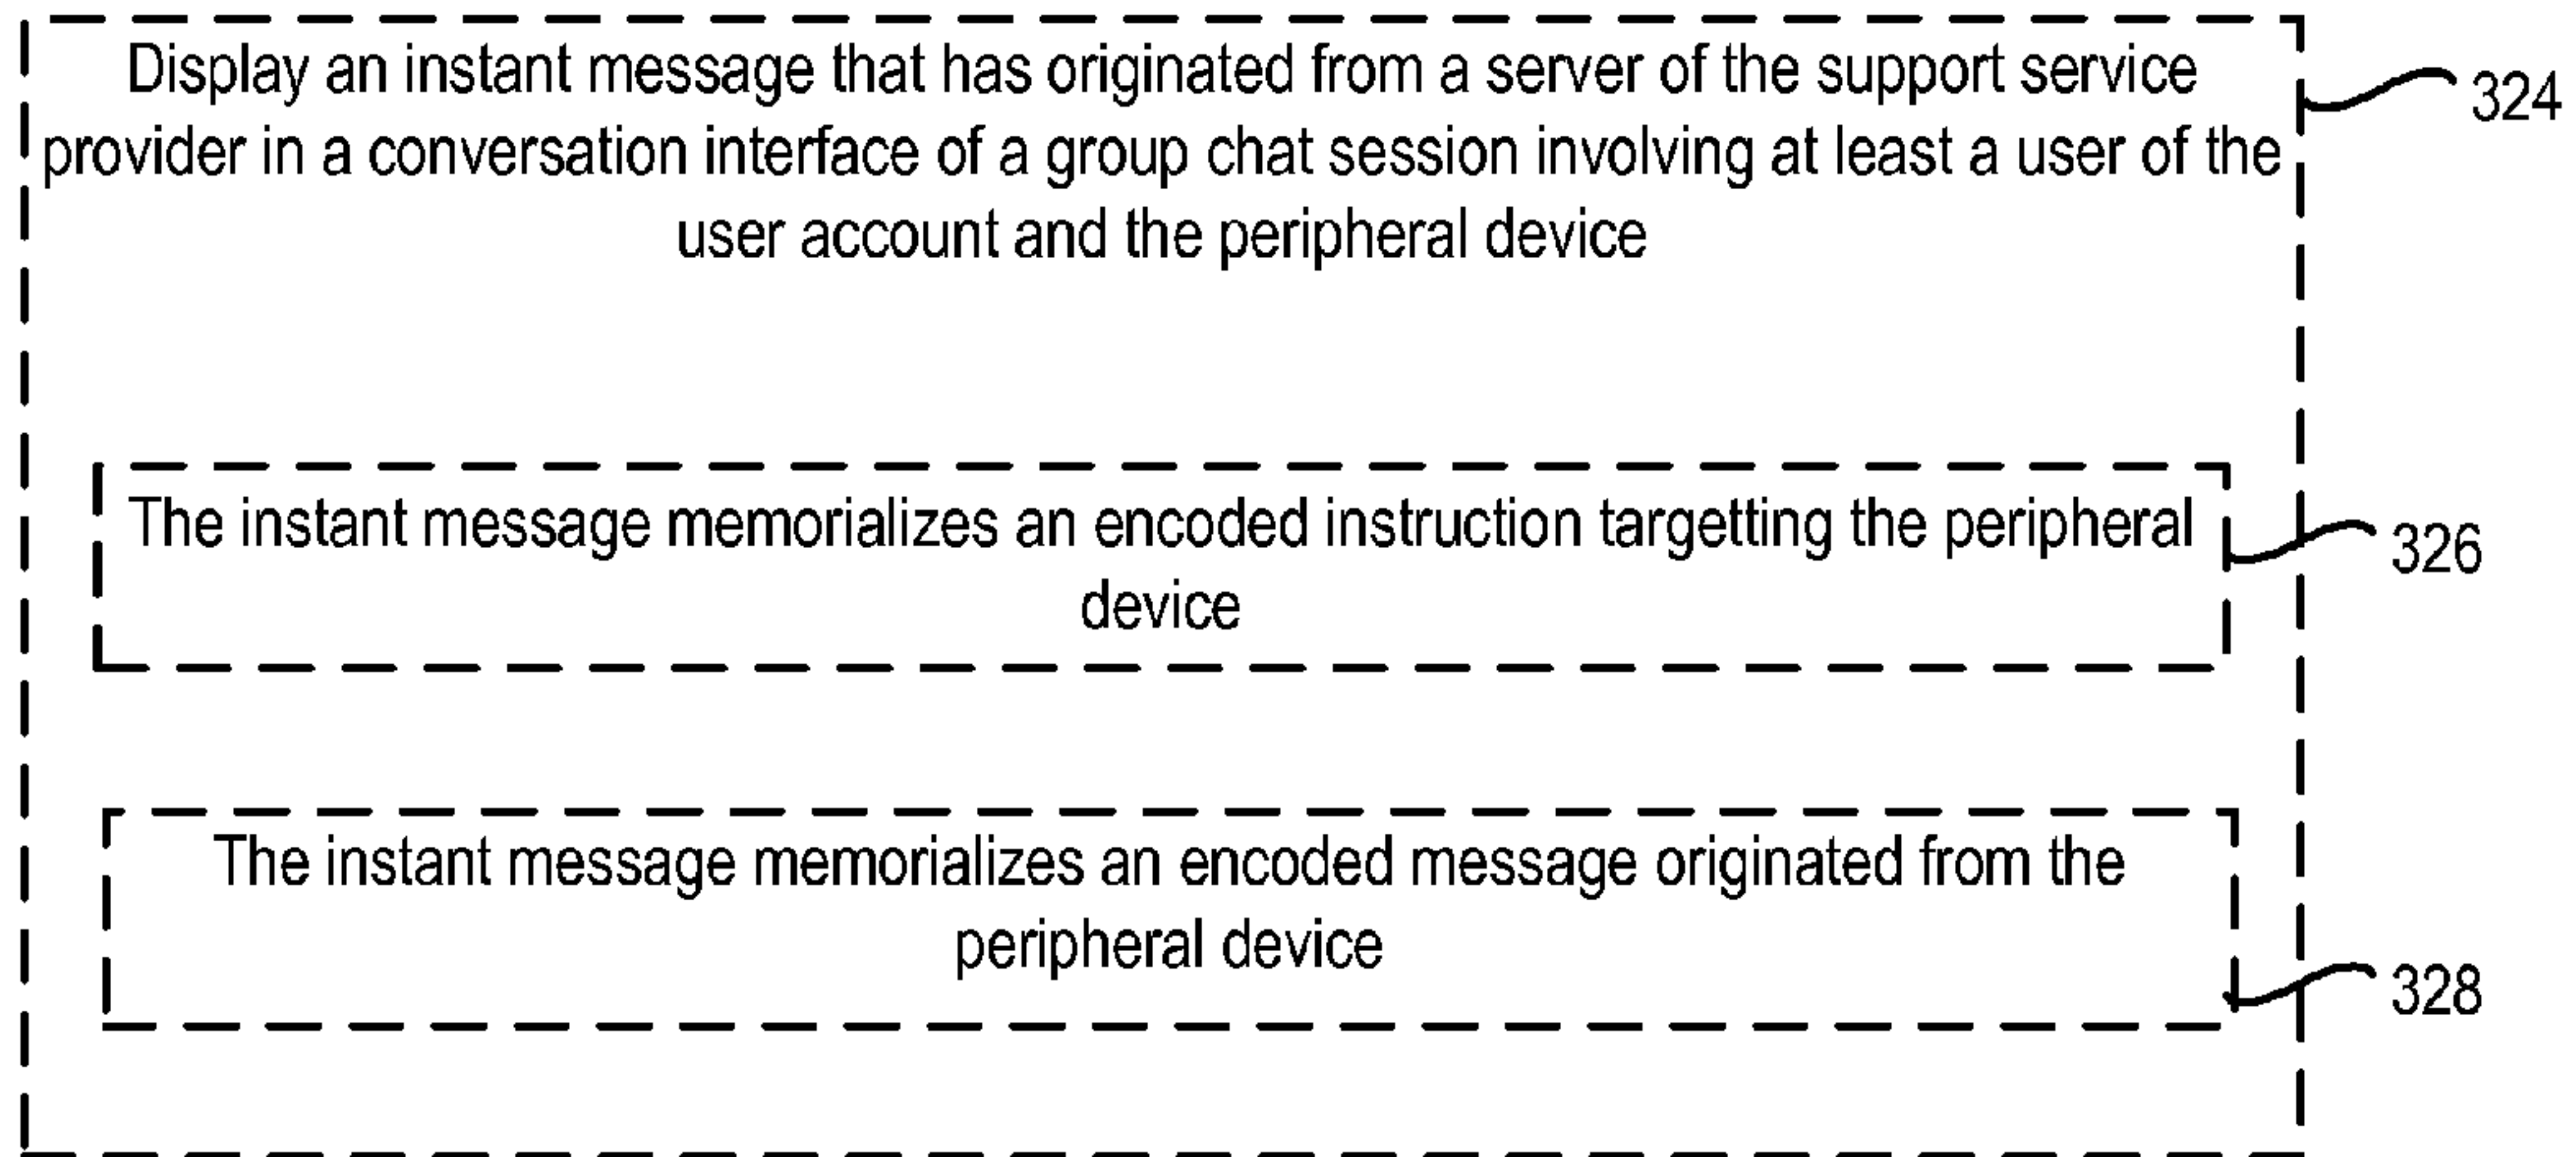 Display an instant message that has originated from a server of the support service
provider in a conversation interface of a group chat session involving at least a user of the
user account and the peripheral device
324
The instant message memorializes an encoded instruction targetting the peripheral
device
326
The instant message memorializes an encoded message originated from the
peripheral device
328